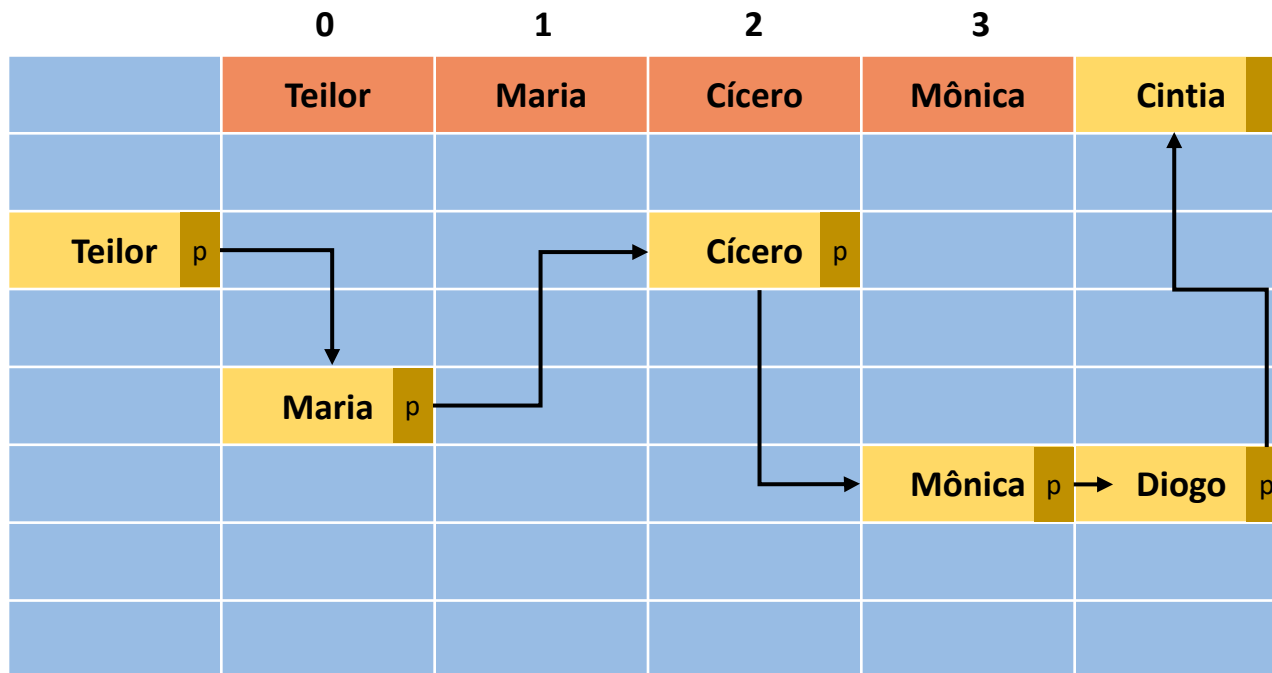 0 1 2 3
Teilor Maria Cícero Mônica Cintia
Teilor p Cícero p
Maria p
Mônica p Diogo p